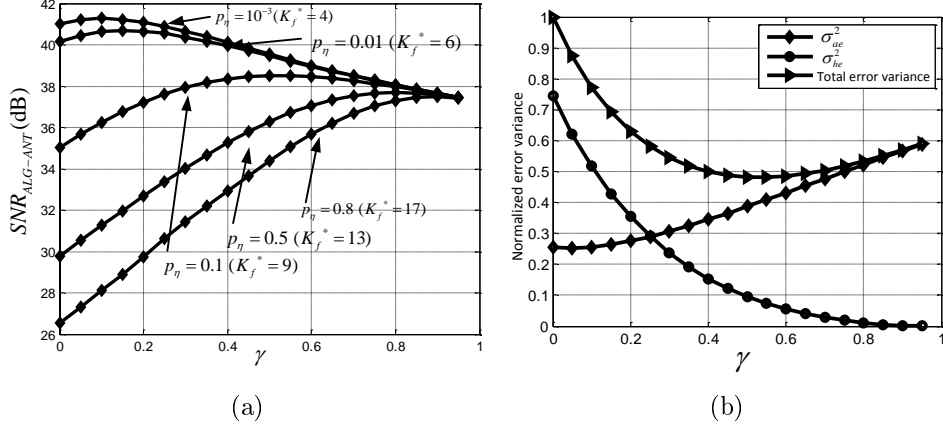 42
40
38
36
34
32
30
28
26
SNR_{ALG-ANT} (dB)
p_η = 10^{-3} (K_f^* = 4)
p_η = 0.01 (K_f^* = 6)
p_η = 0.8 (K_f^* = 17)
p_η = 0.5 (K_f^* = 13)
p_η = 0.1 (K_f^* = 9)
0 0.2 0.4 0.6 0.8 1
γ
(a)
1
0.9
0.8
0.7
0.6
0.5
0.4
0.3
0.2
0.1
0
Normalized error variance
σ_{ae}^2
σ_{he}^2
Total error variance
0 0.2 0.4 0.6 0.8 1
γ
(b)